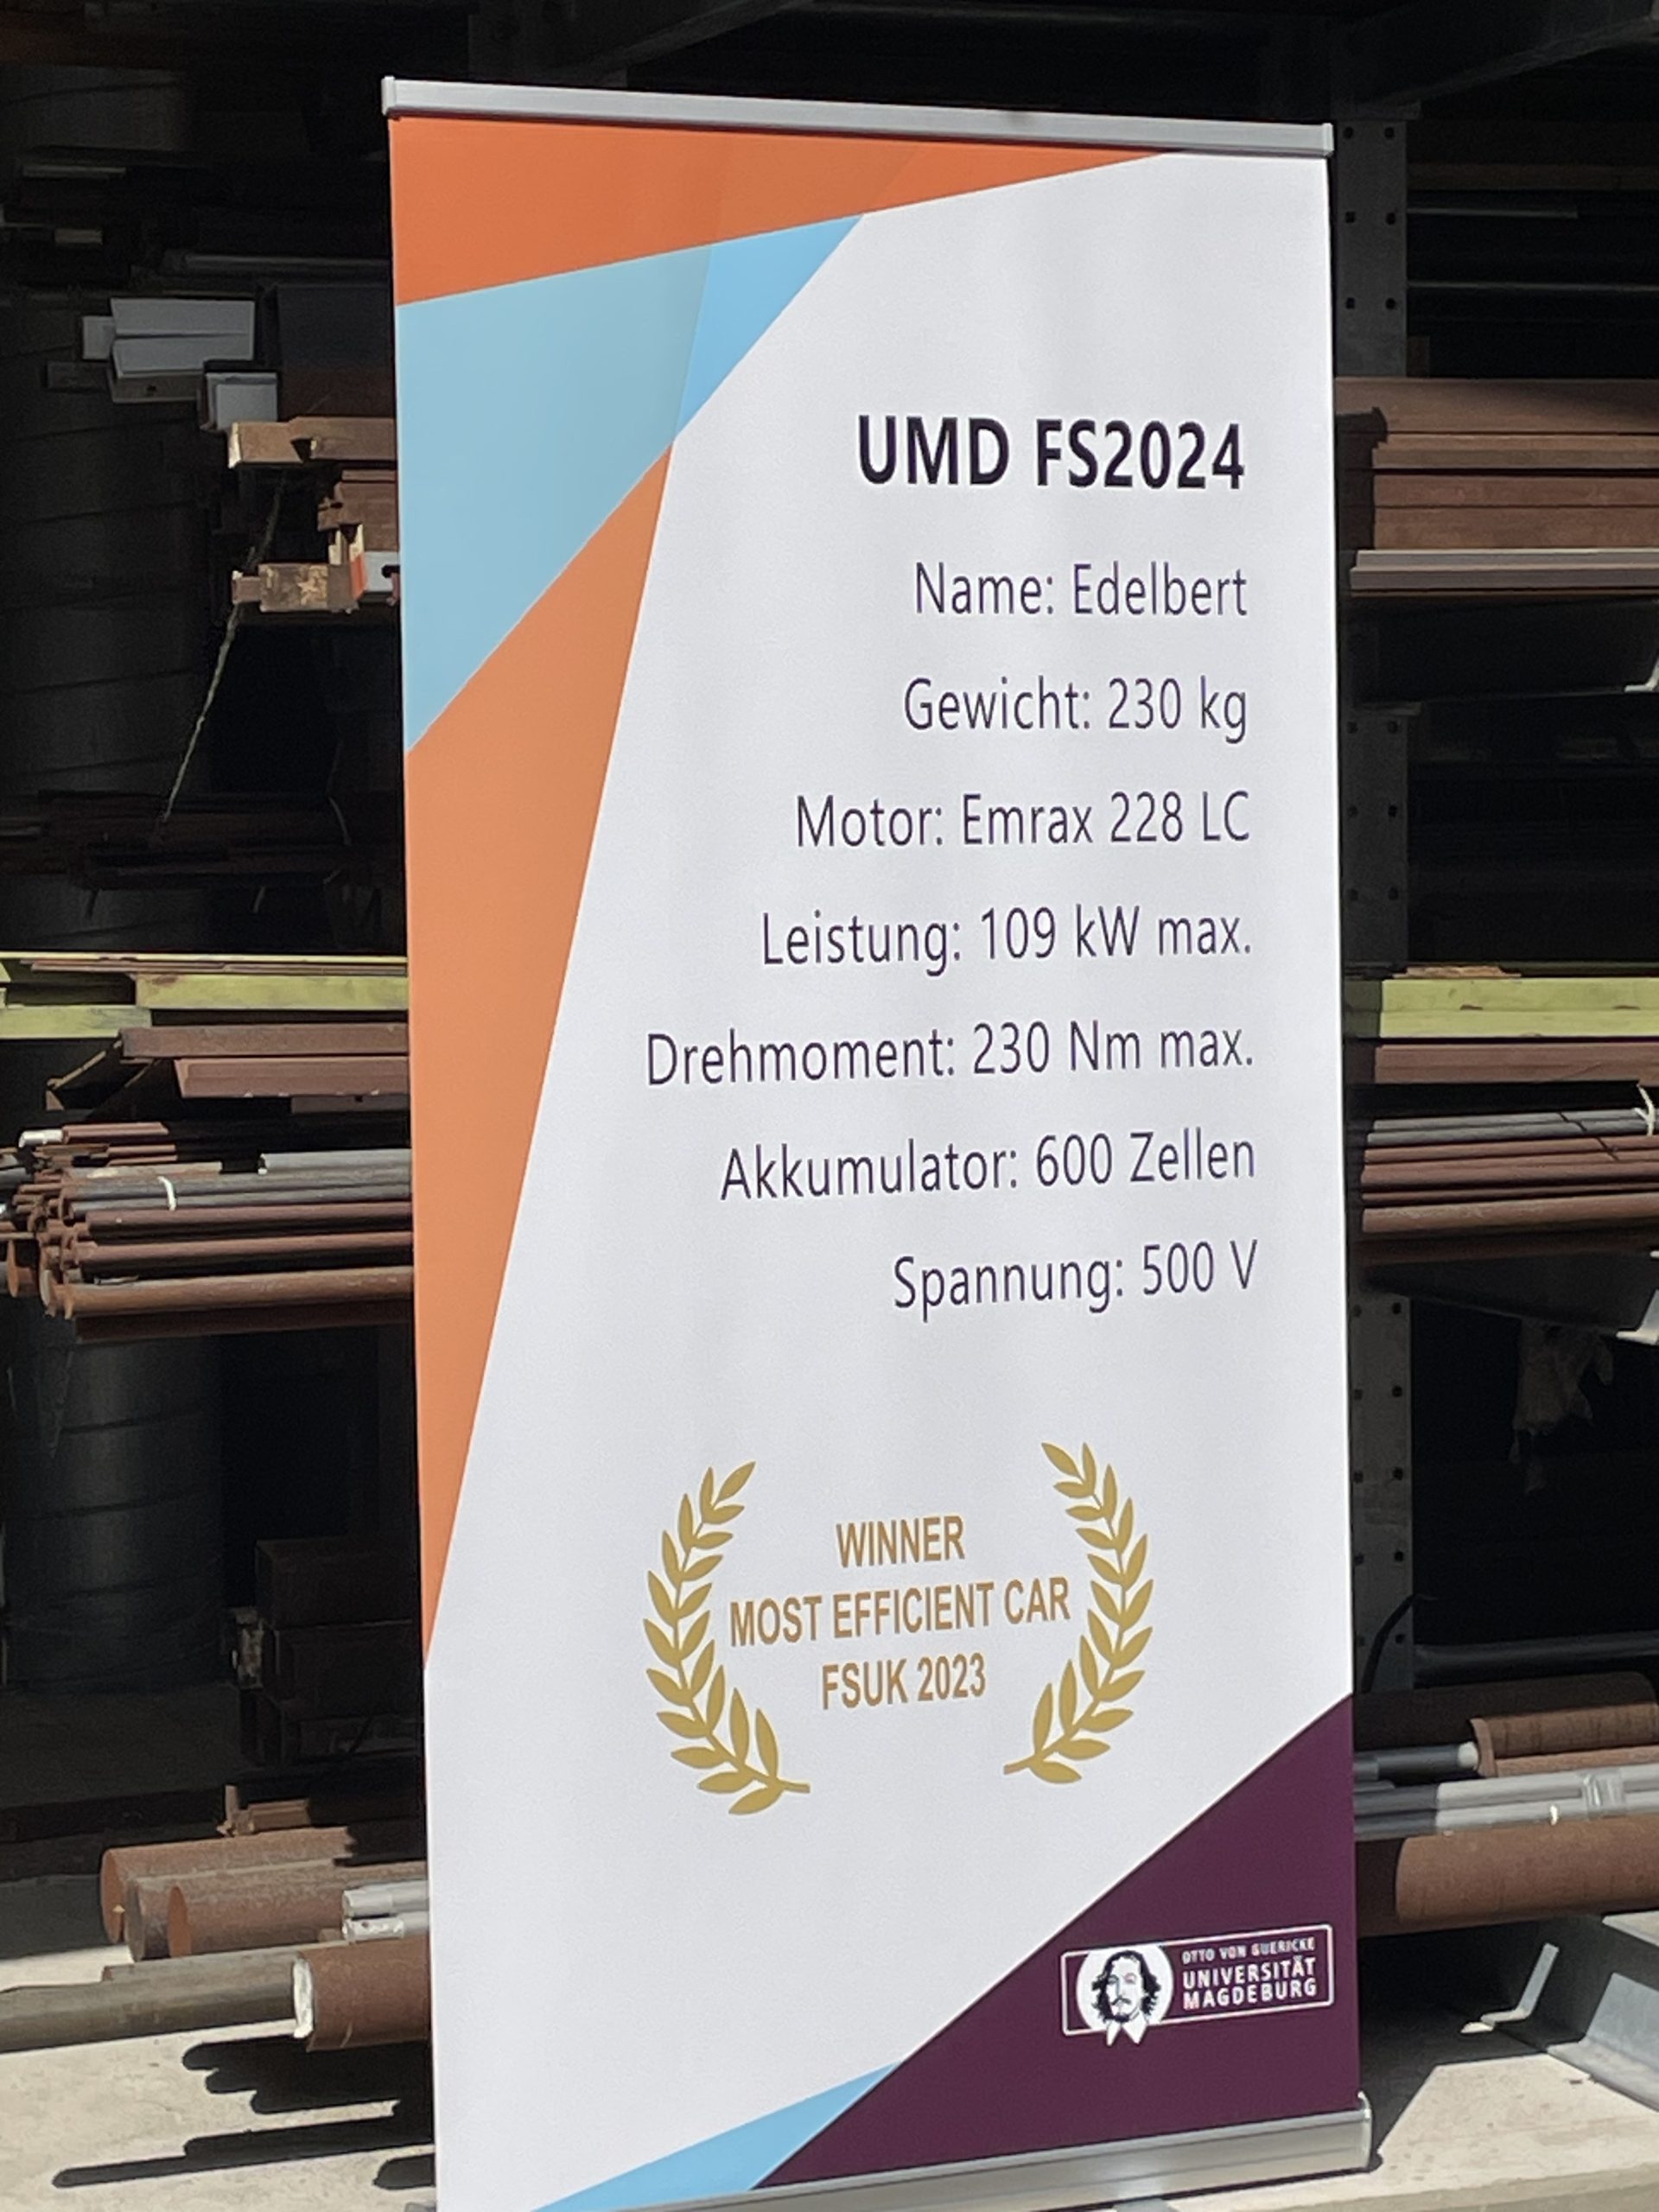 UMD FS2024
Name: Edelbert
Gewicht: 230 kg
Motor: Emrax 228 LC
Leistung: 109 kW max.
Drehmoment: 230 Nm max.
Akkumulator: 600 Zellen
Spannung: 500 V
WINNER
MOST EFFICIENT CAR
FSUK 2023
OTTO VON GUERICKE
UNIVERSITÄT
MAGDEBURG